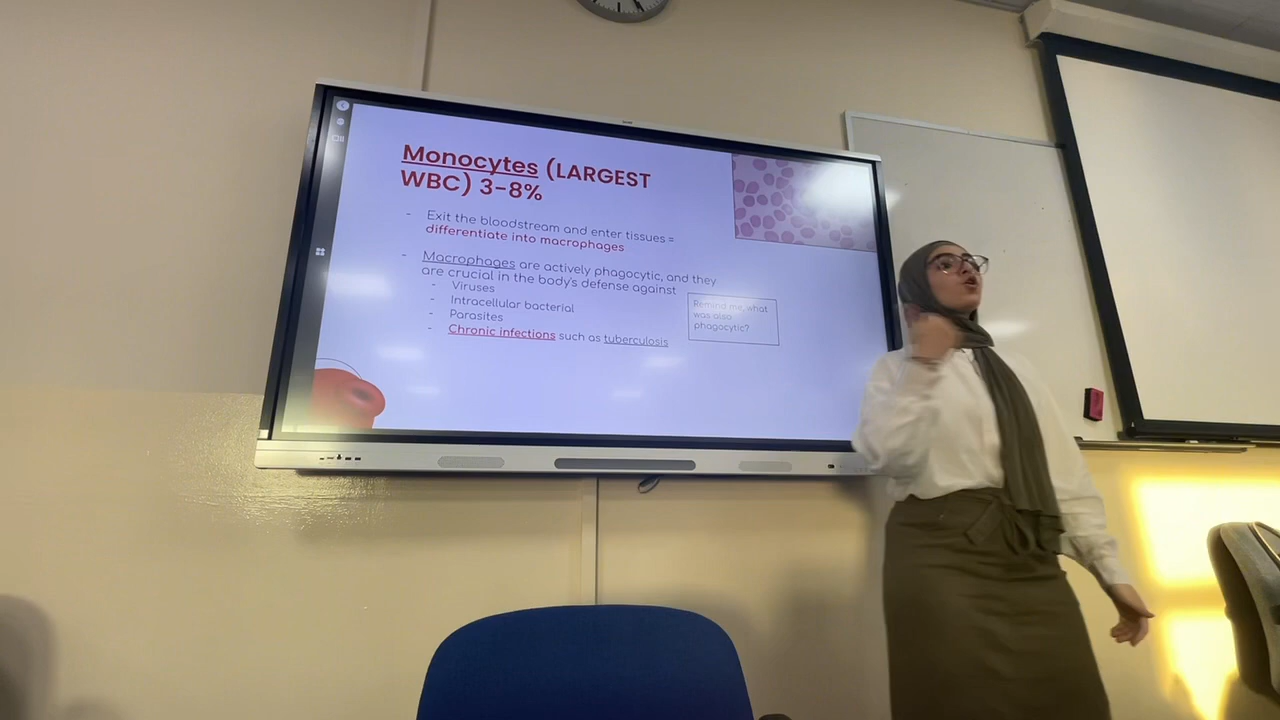 Monocytes (LARGEST
WBC) 3-8%
- Exit the bloodstream and enter tissues =
differentiate into macrophages
- Macrophages are actively phagocytic, and they
are crucial in the body's defense against
- Viruses
- Intracellular bacterial
- Parasites
- Chronic infections such as tuberculosis
Remind me, what
was also
phagocytic?